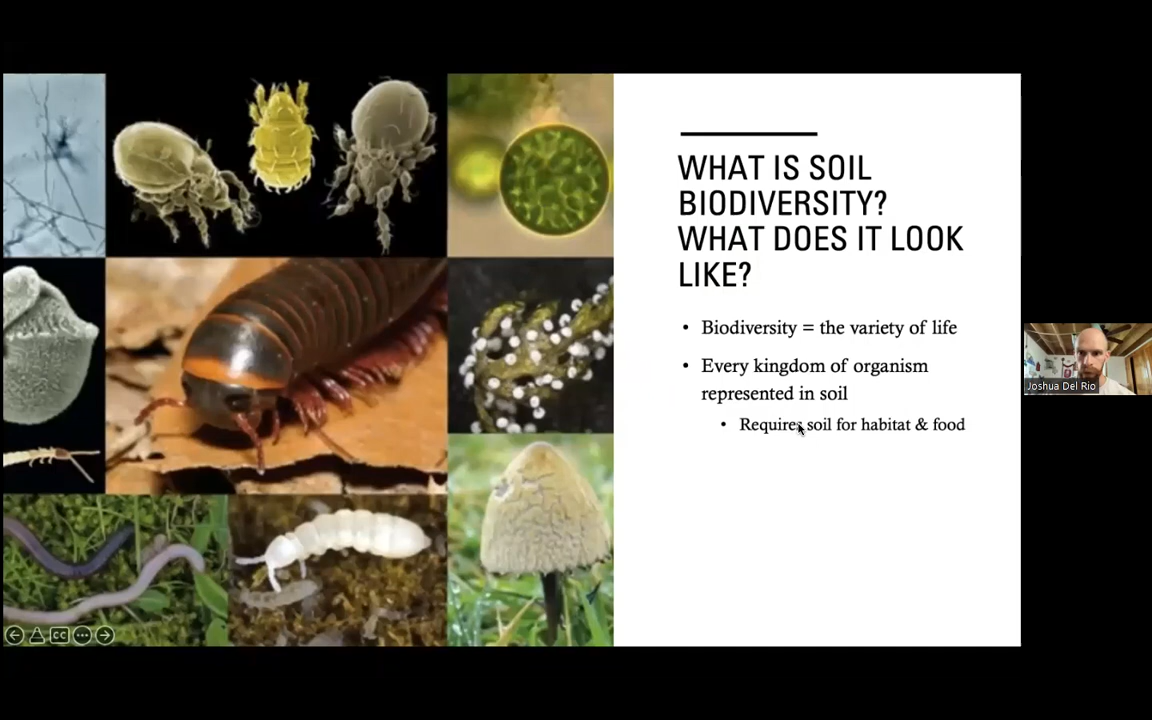 WHAT IS SOIL
BIODIVERSITY?
WHAT DOES IT LOOK
LIKE?
• Biodiversity = the variety of life
• Every kingdom of organism
represented in soil
• Requires soil for habitat & food
Joshua Del Rio
CC